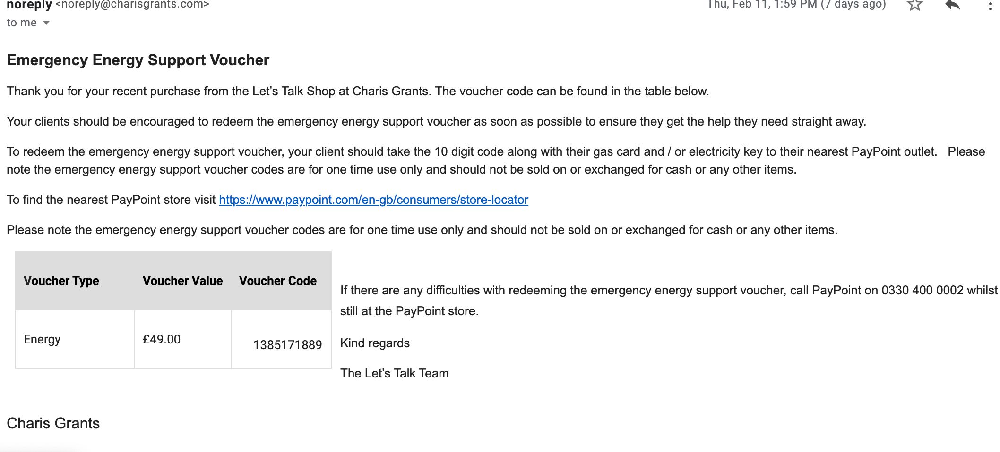 noreply <noreply@charisgrants.com>
Thu, Feb 11, 1:59 PM (7 days ago)
to me
Emergency Energy Support Voucher
Thank you for your recent purchase from the Let’s Talk Shop at Charis Grants. The voucher code can be found in the table below.
Your clients should be encouraged to redeem the emergency energy support voucher as soon as possible to ensure they get the help they need straight away.
To redeem the emergency energy support voucher, your client should take the 10 digit code along with their gas card and / or electricity key to their nearest PayPoint outlet. Please
note the emergency energy support voucher codes are for one time use only and should not be sold on or exchanged for cash or any other items.
To find the nearest PayPoint store visit https://www.paypoint.com/en-gb/consumers/store-locator
Please note the emergency energy support voucher codes are for one time use only and should not be sold on or exchanged for cash or any other items.
Voucher Type Voucher Value Voucher Code
Energy £49.00 1385171889
If there are any difficulties with redeeming the emergency energy support voucher, call PayPoint on 0330 400 0002 whilst
still at the PayPoint store.
Kind regards
The Let’s Talk Team
Charis Grants